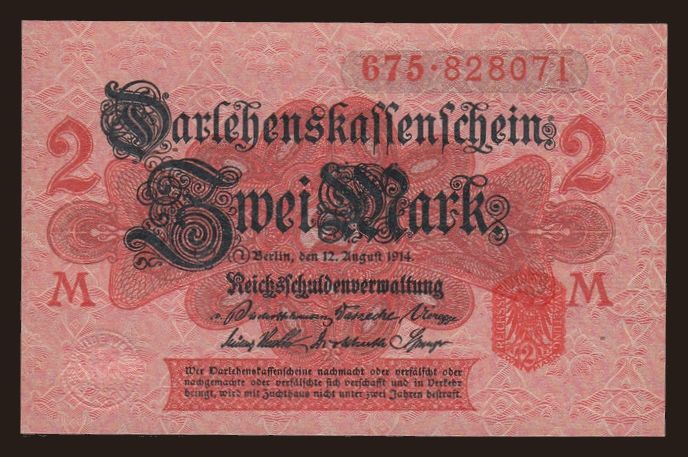 675·828071
Darlehenskassenschein.
2 2
Zwei Mark.
Berlin, den 12. August 1914.
M M
Reichsschuldenverwaltung
Wer Darlehenskassenscheine nachmacht oder verfälscht oder
nachgemachte oder verfälschte sich verschafft und in Verkehr
bringt, wird mit Zuchthaus nicht unter zwei Jahren bestraft.